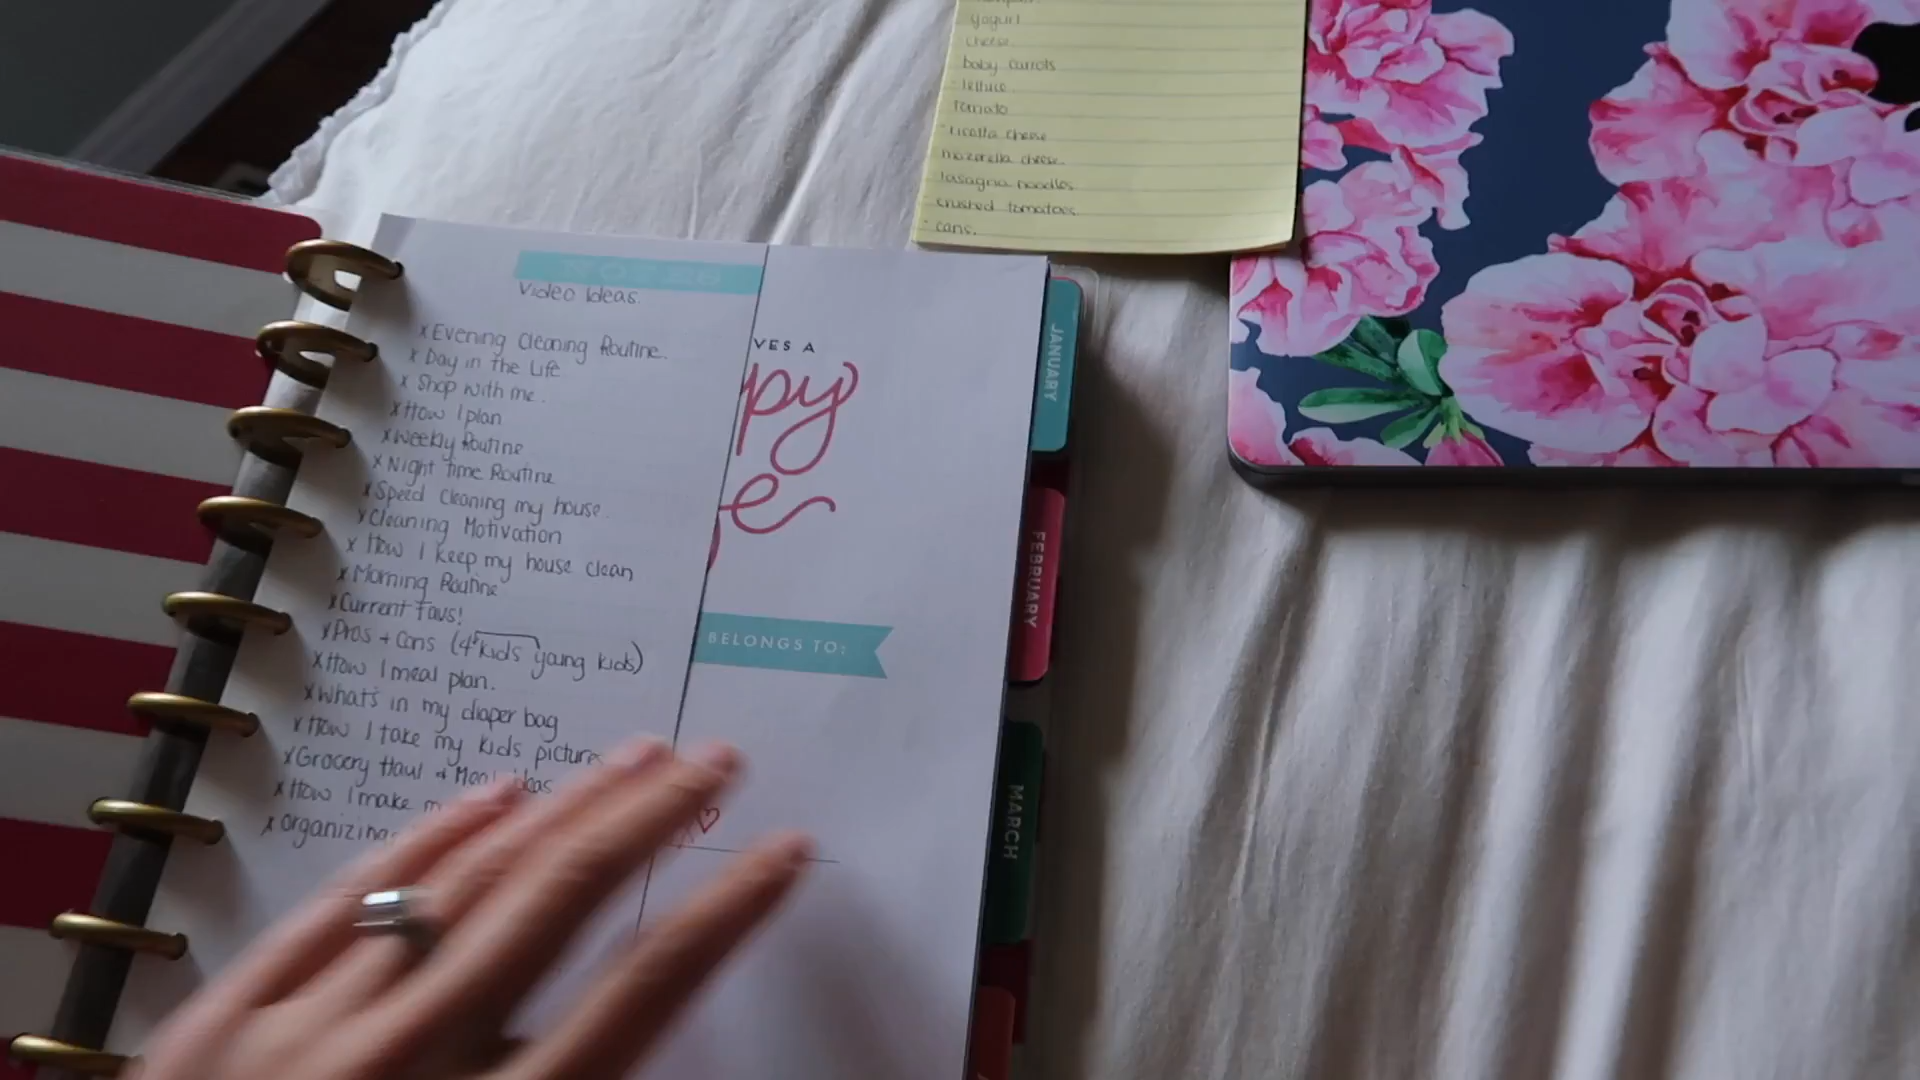 yogurt
cheese
baby carrots
- lettuce
Tomato
- ricotta cheese
mozerella cheese
lasagna noodles
crushed tomatoes
- cans.
NOTES
Video Ideas.
x Evening Cleaning Routine.
x Day in the Life
x Shop with me.
x How I plan
x Weekly Routine
x Night time Routine
x Speed Cleaning my house.
x Cleaning Motivation
x How I keep my house clean
x Morning Routine
x Current Favs!
x Pros + Cons (4 kids young kids)
x How I meal plan.
x What's in my diaper bag
x How I take my kids pictures
x Grocery Haul + Meal ideas
x How I make m
x organizing
VES A
py
e
BELONGS TO:
JANUARY
FEBRUARY
MARCH